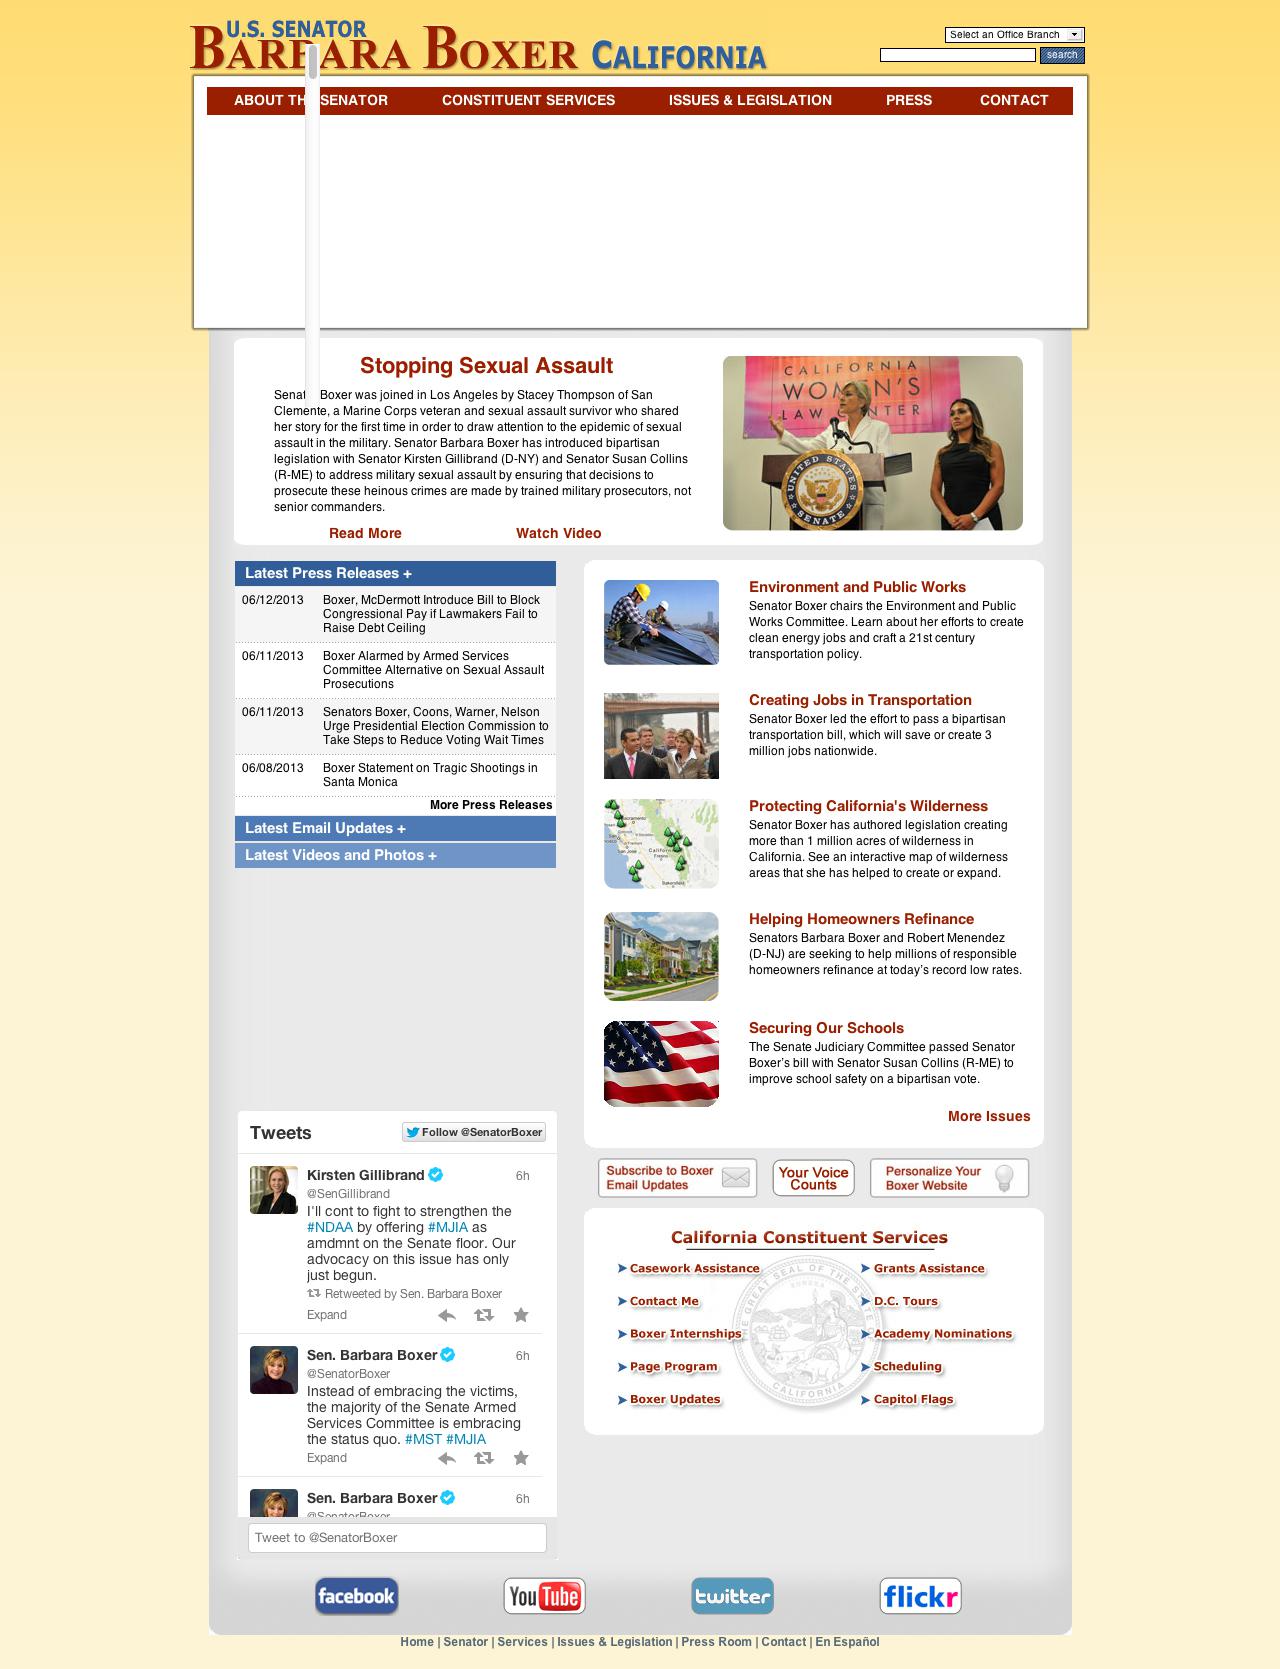 U.S. SENATOR
BARBARA BOXER CALIFORNIA
Select an Office Branch
search
ABOUT TH SENATOR CONSTITUENT SERVICES ISSUES & LEGISLATION PRESS CONTACT
Stopping Sexual Assault
Senat Boxer was joined in Los Angeles by Stacey Thompson of San
Clemente, a Marine Corps veteran and sexual assault survivor who shared
her story for the first time in order to draw attention to the epidemic of sexual
assault in the military. Senator Barbara Boxer has introduced bipartisan
legislation with Senator Kirsten Gillibrand (D-NY) and Senator Susan Collins
(R-ME) to address military sexual assault by ensuring that decisions to
prosecute these heinous crimes are made by trained military prosecutors, not
senior commanders.
Read More Watch Video
CALIFORNIA
WOMEN'S
LAW CENTER
UNITED STATES
SENATE
Latest Press Releases +
06/12/2013 Boxer, McDermott Introduce Bill to Block
Congressional Pay if Lawmakers Fail to
Raise Debt Ceiling
06/11/2013 Boxer Alarmed by Armed Services
Committee Alternative on Sexual Assault
Prosecutions
06/11/2013 Senators Boxer, Coons, Warner, Nelson
Urge Presidential Election Commission to
Take Steps to Reduce Voting Wait Times
06/08/2013 Boxer Statement on Tragic Shootings in
Santa Monica
More Press Releases
Latest Email Updates +
Latest Videos and Photos +
Environment and Public Works
Senator Boxer chairs the Environment and Public
Works Committee. Learn about her efforts to create
clean energy jobs and craft a 21st century
transportation policy.
Creating Jobs in Transportation
Senator Boxer led the effort to pass a bipartisan
transportation bill, which will save or create 3
million jobs nationwide.
Protecting California's Wilderness
Senator Boxer has authored legislation creating
more than 1 million acres of wilderness in
California. See an interactive map of wilderness
areas that she has helped to create or expand.
Helping Homeowners Refinance
Senators Barbara Boxer and Robert Menendez
(D-NJ) are seeking to help millions of responsible
homeowners refinance at today's record low rates.
Securing Our Schools
The Senate Judiciary Committee passed Senator
Boxer's bill with Senator Susan Collins (R-ME) to
improve school safety on a bipartisan vote.
More Issues
Tweets Follow @SenatorBoxer
Kirsten Gillibrand 6h
@SenGillibrand
I'll cont to fight to strengthen the
#NDAA by offering #MJIA as
amdmnt on the Senate floor. Our
advocacy on this issue has only
just begun.
Retweeted by Sen. Barbara Boxer
Expand
Sen. Barbara Boxer 6h
@SenatorBoxer
Instead of embracing the victims,
the majority of the Senate Armed
Services Committee is embracing
the status quo. #MST #MJIA
Expand
Sen. Barbara Boxer 6h
@SenatorBoxer
Tweet to @SenatorBoxer
Subscribe to Boxer
Email Updates
Your Voice
Counts
Personalize Your
Boxer Website
California Constituent Services
Casework Assistance Grants Assistance
Contact Me D.C. Tours
Boxer Internships Academy Nominations
Page Program Scheduling
Boxer Updates Capitol Flags
facebook YouTube twitter flickr
Home | Senator | Services | Issues & Legislation | Press Room | Contact | En Español